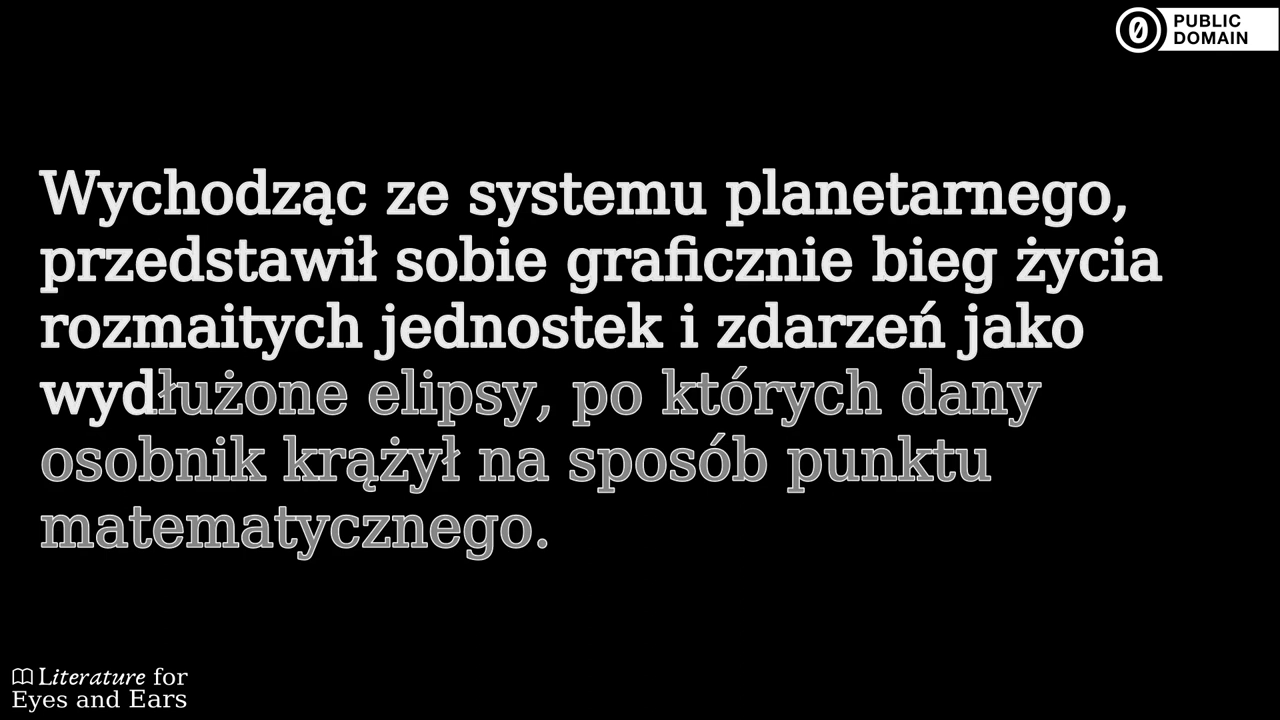 PUBLIC
DOMAIN
Wychodząc ze systemu planetarnego,
przedstawił sobie graficznie bieg życia
rozmaitych jednostek i zdarzeń jako
wydłużone elipsy, po których dany
osobnik krążył na sposób punktu
matematycznego.
Literature for
Eyes and Ears